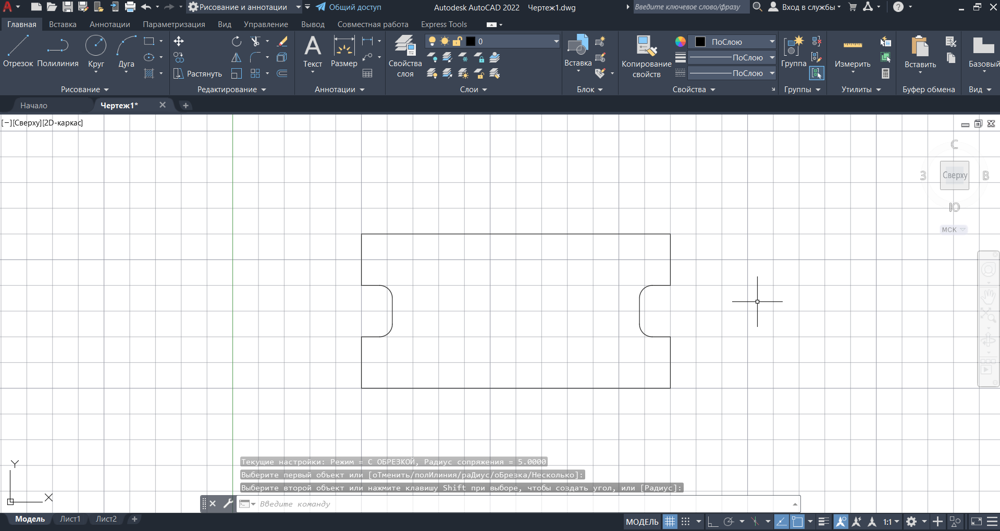 Рисование и аннотации
Общий доступ
Autodesk AutoCAD 2022 Чертеж1.dwg
Введите ключевое слово/фразу
Вход в службы
Главная Вставка Аннотации Параметризация Вид Управление Вывод Совместная работа Express Tools
Отрезок Полилиния Круг Дуга
Растянуть
Текст Размер
Свойства слоя
0
Вставка
Копирование свойств
ПоСлою
ПоСлою
ПоСлою
Группа
Измерить
Вставить
Базовый
Рисование Редактирование Аннотации Слои Блок Свойства Группы Утилиты Буфер обмена Вид
Начало Чертеж1*
[−][Сверху][2D-каркас]
С
З Сверху В
Ю
МСК
Текущие настройки: Режим = С ОБРЕЗКОЙ, Радиус сопряжения = 5.0000
Выберите первый объект или [оТменить/полИлиния/раДиус/оБрезка/Несколько]:
Выберите второй объект или нажмите клавишу Shift при выборе, чтобы создать угол, или [Радиус]:
Y
X
Введите команду
Модель Лист1 Лист2
МОДЕЛЬ
1:1